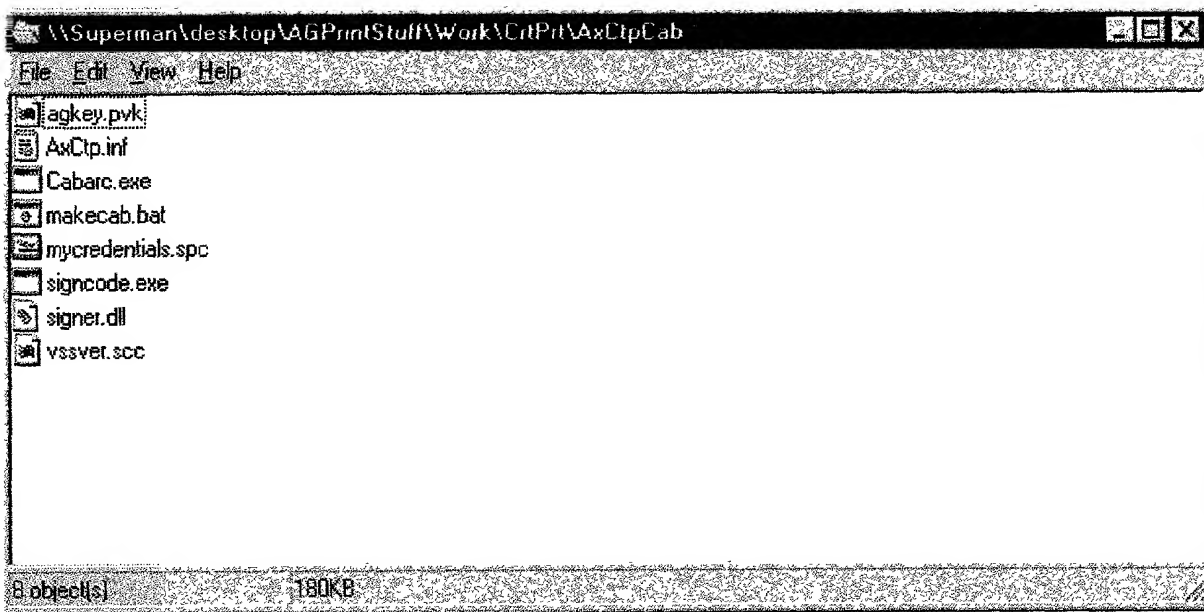 \\Superman\desktop\AGPrintStuff\Work\CrtPrt\AxCtpCab
File Edit View Help
agkey.pvk
AxCtp.inf
Cabarc.exe
makecab.bat
mycredentials.spc
signcode.exe
signer.dll
vssver.scc
8 object(s) 180KB